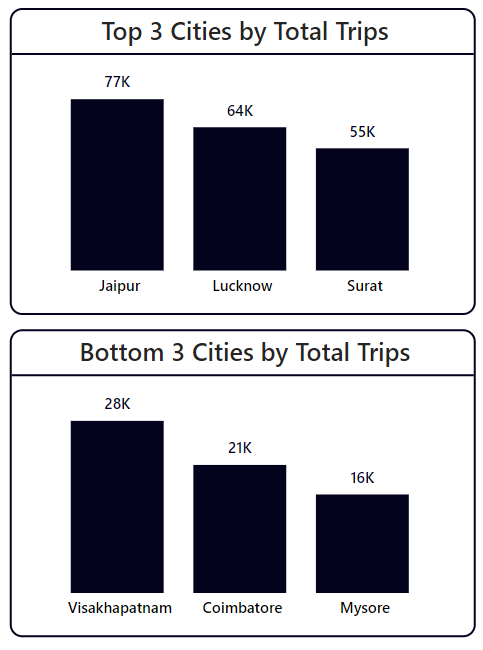 Top 3 Cities by Total Trips
77K
64K
55K
Jaipur Lucknow Surat
Bottom 3 Cities by Total Trips
28K
21K
16K
Visakhapatnam Coimbatore Mysore